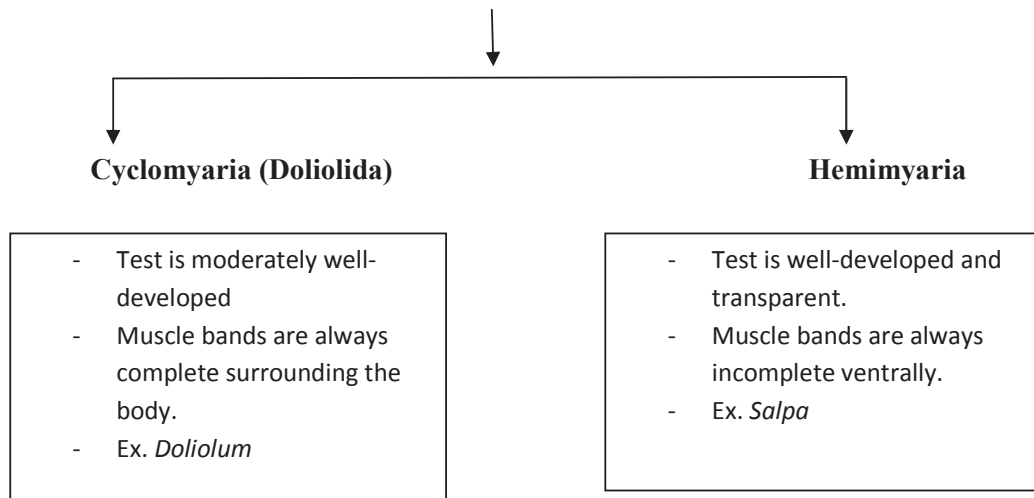 Cyclomyaria (Doliolida)
- Test is moderately well-
developed
- Muscle bands are always
complete surrounding the
body.
- Ex. Doliolum
Hemimyaria
- Test is well-developed and
transparent.
- Muscle bands are always
incomplete ventrally.
- Ex. Salpa